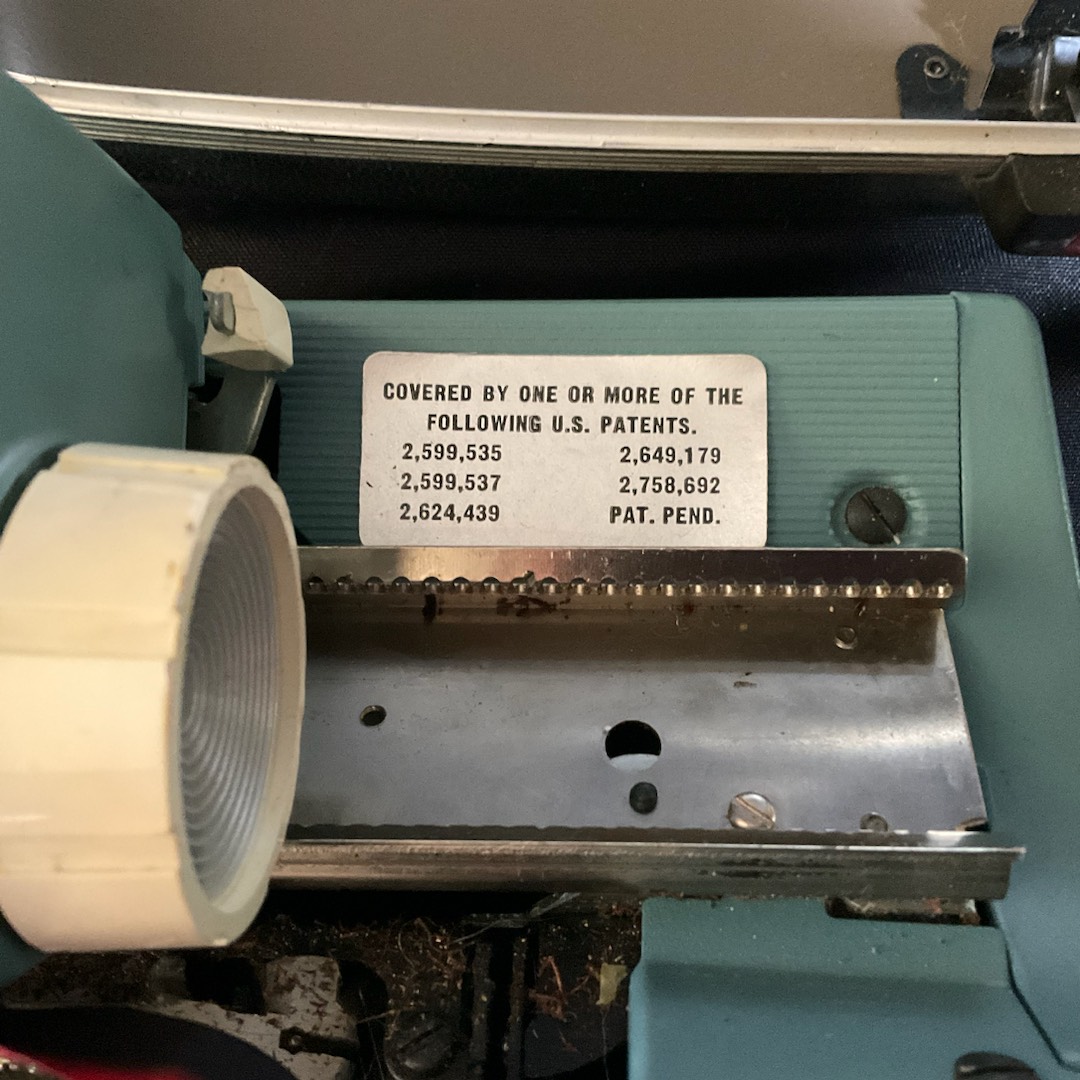 COVERED BY ONE OR MORE OF THE
FOLLOWING U.S. PATENTS.
2,599,535 2,649,179
2,599,537 2,758,692
2,624,439 PAT. PEND.